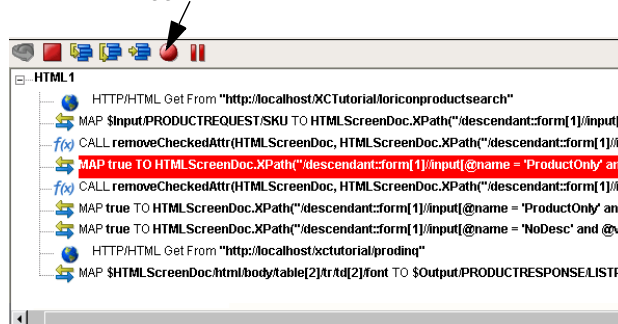 HTML1
HTTP/HTML Get From "http://localhost/XCTutorial/loriconproductsearch"
MAP $Input/PRODUCTREQUEST/SKU TO HTMLScreenDoc.XPath("/descendant::form[1]//input[
f(x) CALL removeCheckedAttr(HTMLScreenDoc, HTMLScreenDoc.XPath("/descendant::form[1]//i
MAP true TO HTMLScreenDoc.XPath("/descendant::form[1]//input[@name = 'ProductOnly' an
f(x) CALL removeCheckedAttr(HTMLScreenDoc, HTMLScreenDoc.XPath("/descendant::form[1]//i
MAP true TO HTMLScreenDoc.XPath("/descendant::form[1]//input[@name = 'ProductOnly' an
MAP true TO HTMLScreenDoc.XPath("/descendant::form[1]//input[@name = 'NoDesc' and @v
HTTP/HTML Get From "http://localhost/xctutorial/prodinq"
MAP $HTMLScreenDoc/html/body/table[2]/tr/td[2]/font TO $Output/PRODUCTRESPONSE/LISTP